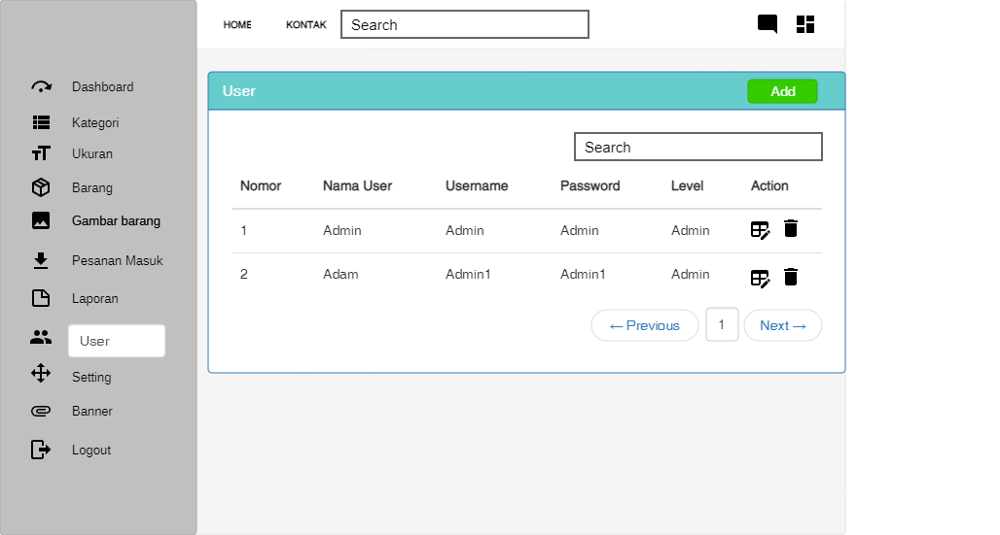 HOME KONTAK Search
Dashboard
Kategori
Ukuran
Barang
Gambar barang
Pesanan Masuk
Laporan
User
Setting
Banner
Logout
User Add
Search
Nomor Nama User Username Password Level Action
1 Admin Admin Admin Admin
2 Adam Admin1 Admin1 Admin
← Previous 1 Next →